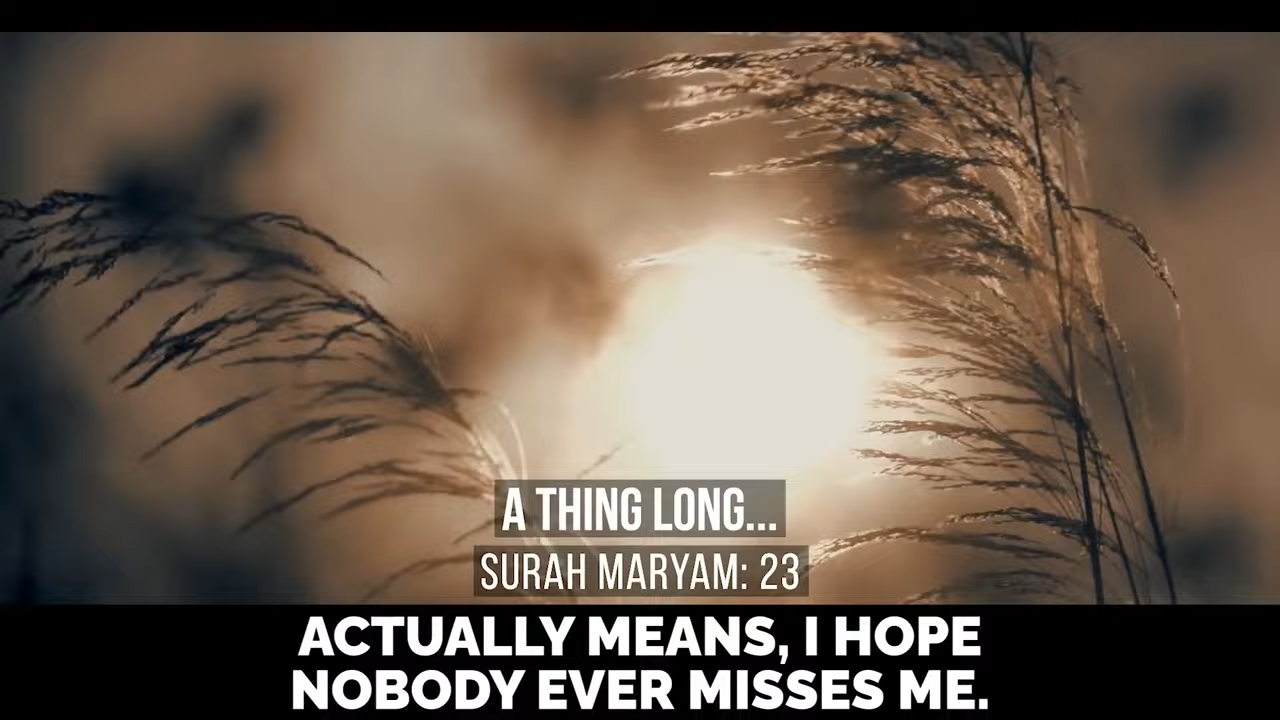 A THING LONG...
SURAH MARYAM: 23
ACTUALLY MEANS, I HOPE
NOBODY EVER MISSES ME.